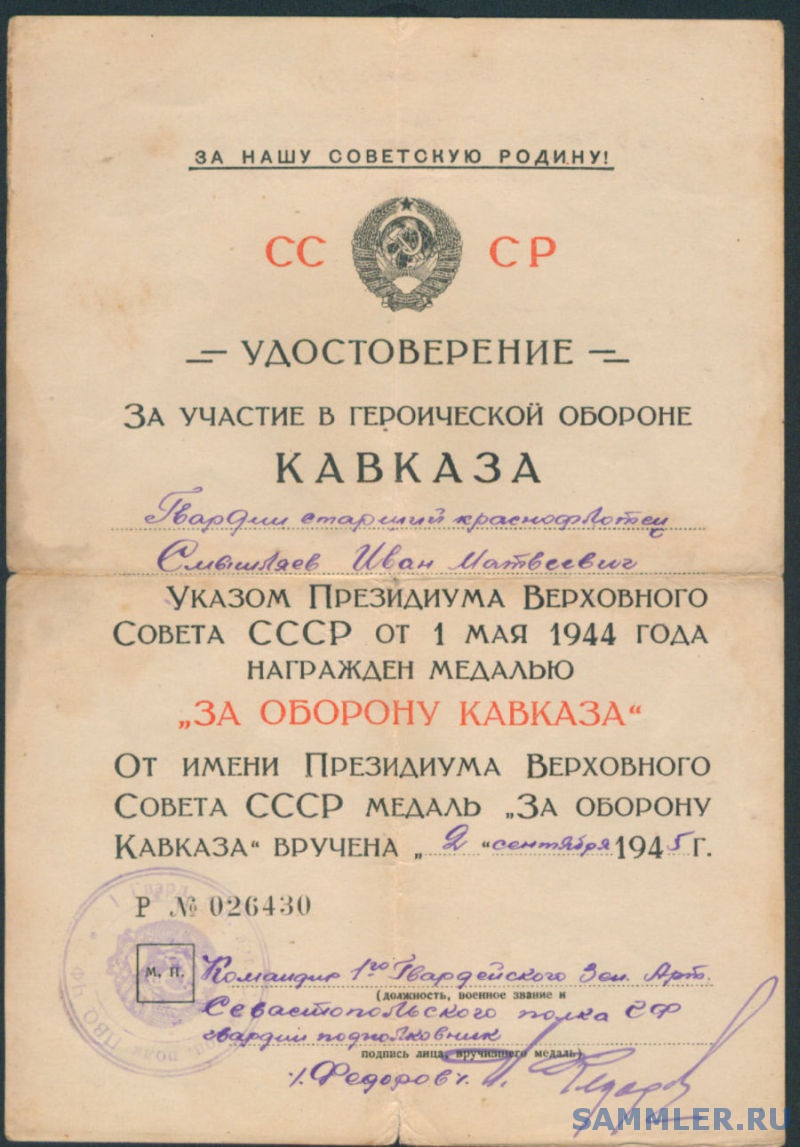 ЗА НАШУ СОВЕТСКУЮ РОДИНУ!
СС СР
УДОСТОВЕРЕНИЕ
ЗА УЧАСТИЕ В ГЕРОИЧЕСКОЙ ОБОРОНЕ
КАВКАЗА
Гвардии старший краснофлотец
Смышляев Иван Матвеевич
УКАЗОМ ПРЕЗИДИУМА ВЕРХОВНОГО
СОВЕТА СССР ОТ 1 МАЯ 1944 ГОДА
НАГРАЖДЕН МЕДАЛЬЮ
„ЗА ОБОРОНУ КАВКАЗА“
ОТ ИМЕНИ ПРЕЗИДИУМА ВЕРХОВНОГО
СОВЕТА СССР МЕДАЛЬ „ЗА ОБОРОНУ
КАВКАЗА“ ВРУЧЕНА „2“ сентября 1945 Г.
Р № 026430
М. П.
Командир 1го Гвардейского Зен. Арт.
(должность, военное звание и
Севастопольского полка
гвардии подполковник
подпись лица, вручившего медаль)
Федоров
SAMMLER.RU